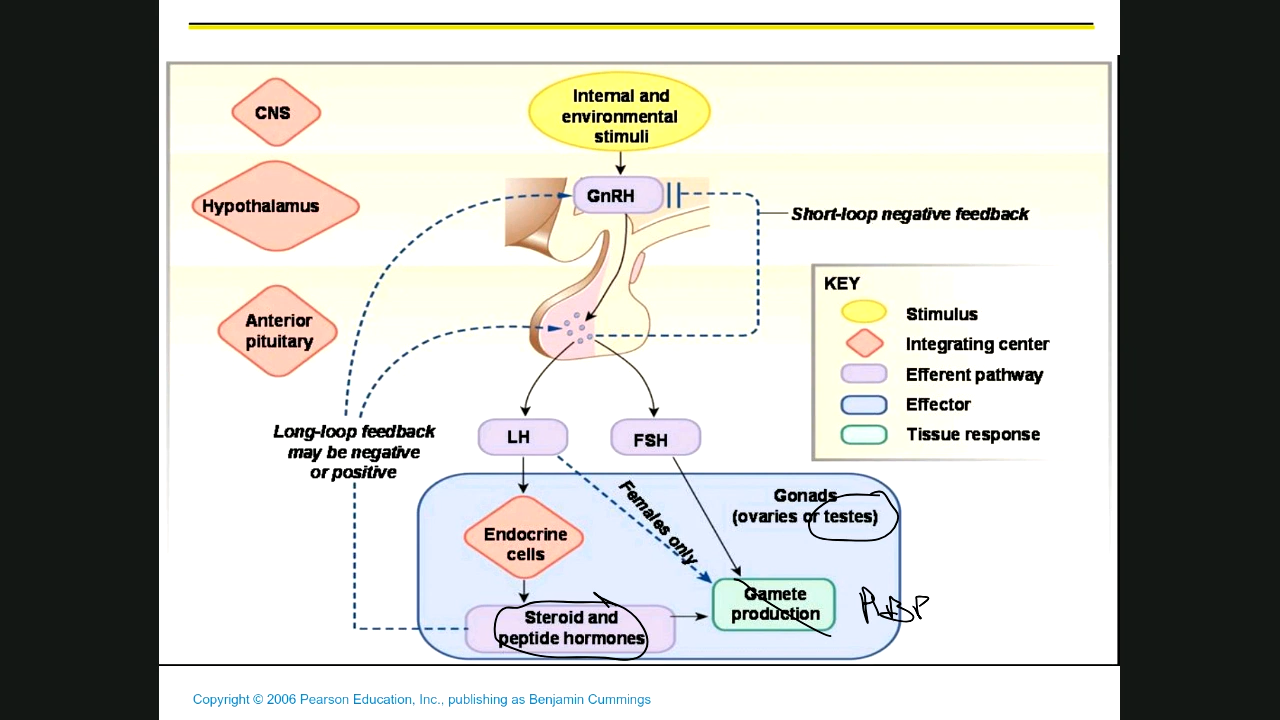 Internal and
environmental
stimuli
CNS
GnRH
Hypothalamus
Short-loop negative feedback
KEY
Stimulus
Integrating center
Efferent pathway
Effector
Tissue response
Anterior
pituitary
Long-loop feedback
may be negative
or positive
LH
FSH
Females only
Gonads
(ovaries or testes)
Endocrine
cells
Gamete
production
Steroid and
peptide hormones
Copyright © 2006 Pearson Education, Inc., publishing as Benjamin Cummings